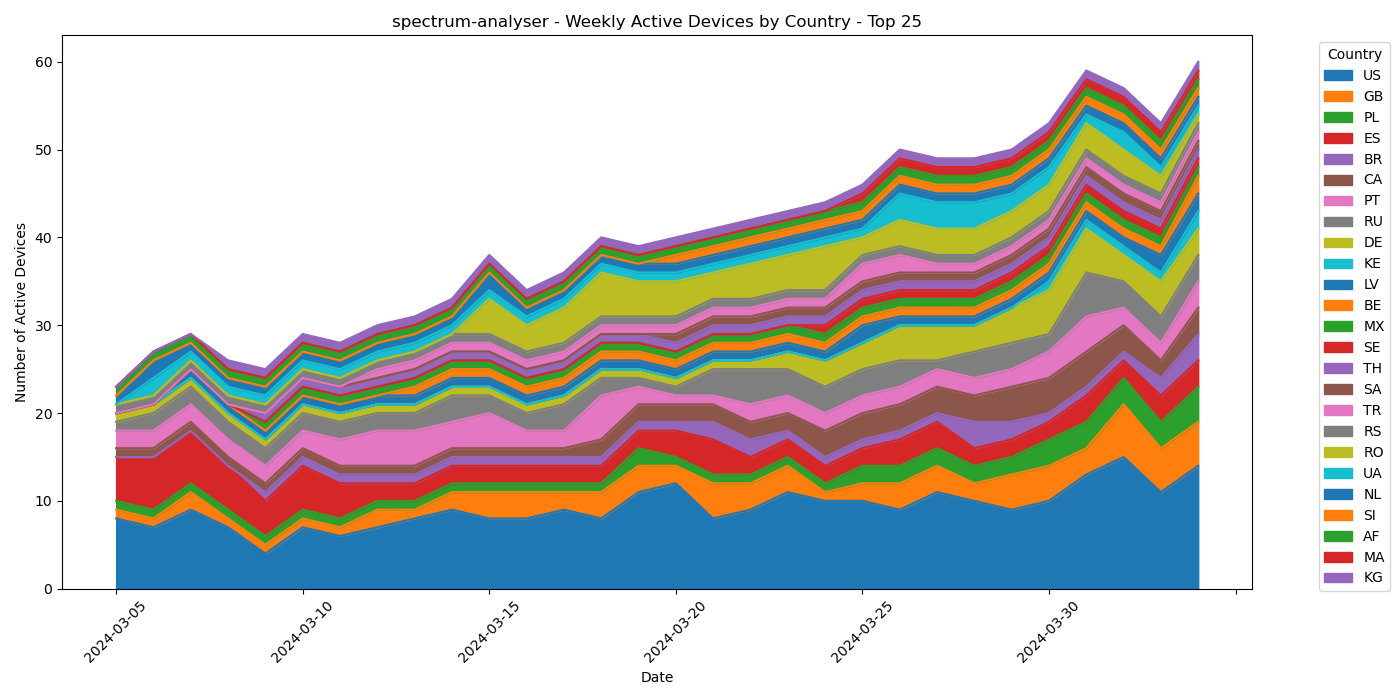 spectrum-analyser - Weekly Active Devices by Country - Top 25
Number of Active Devices
60
50
40
30
20
10
0
2024-03-05
2024-03-10
2024-03-15
2024-03-20
2024-03-25
2024-03-30
Date
Country
US
GB
PL
ES
BR
CA
PT
RU
DE
KE
LV
BE
MX
SE
TH
SA
TR
RS
RO
UA
NL
SI
AF
MA
KG